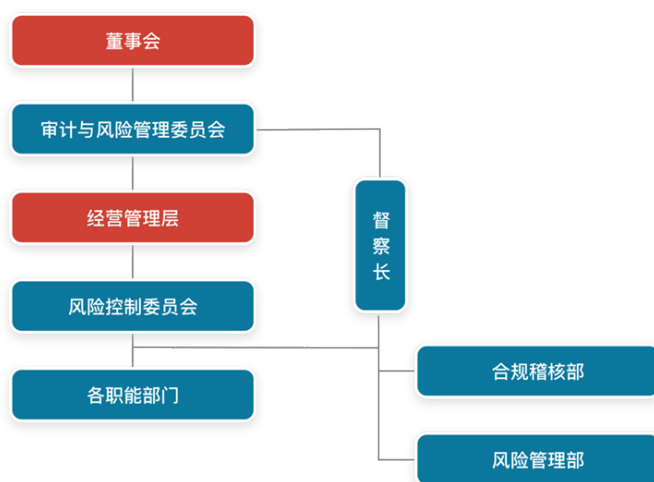 董事会
审计与风险管理委员会
经营管理层
督察长
风险控制委员会
合规稽核部
各职能部门
风险管理部